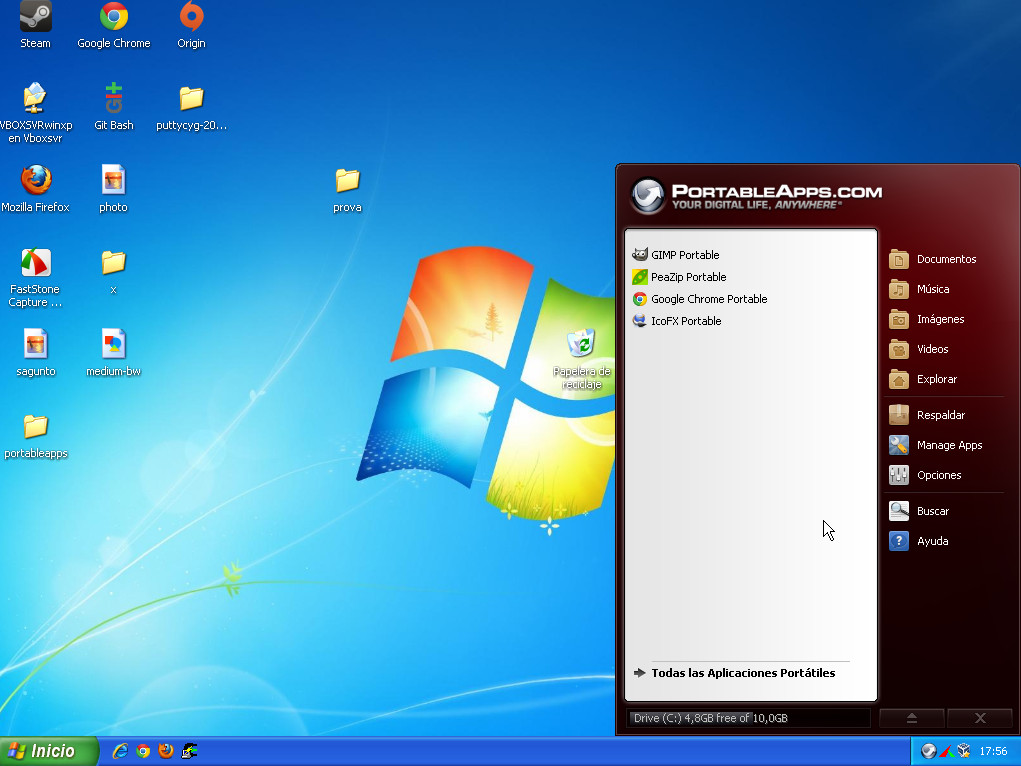 Steam
Google Chrome
Origin
VBOXSVRwinxp
en Vboxsvr
Git
Git Bash
puttycyg-20...
Mozilla Firefox
photo
prova
FastStone
Capture ...
x
sagunto
medium-bw
Papelera de
reciclaje
portableapps
PORTABLEAPPS.COM
YOUR DIGITAL LIFE, ANYWHERE®
GIMP Portable
PeaZip Portable
Google Chrome Portable
IcoFX Portable
Todas las Aplicaciones Portátiles
Drive (C:) 4,8GB free of 10,0GB
Documentos
Música
Imágenes
Videos
Explorar
Respaldar
Manage Apps
Opciones
Buscar
Ayuda
Inicio
17:56